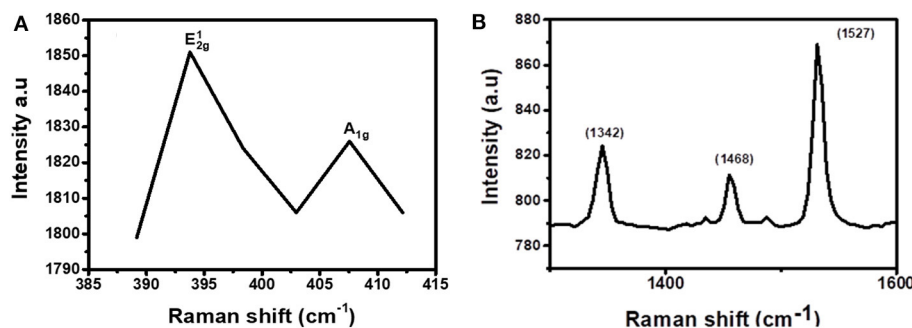 A
E¹₂g
A₁g
Intensity a.u
1860
1850
1840
1830
1820
1810
1800
1790
385 390 395 400 405 410 415
Raman shift (cm⁻¹)
B
(1527)
(1342)
(1468)
Intensity (a.u)
860
840
820
800
780
1400 1600
Raman shift (cm⁻¹)